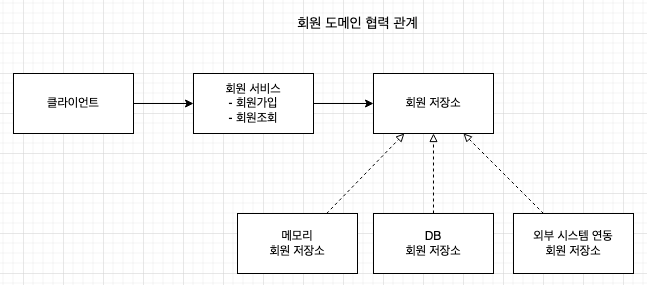 회원 도메인 협력 관계
클라이언트
회원 서비스
- 회원가입
- 회원조회
회원 저장소
메모리
회원 저장소
DB
회원 저장소
외부 시스템 연동
회원 저장소